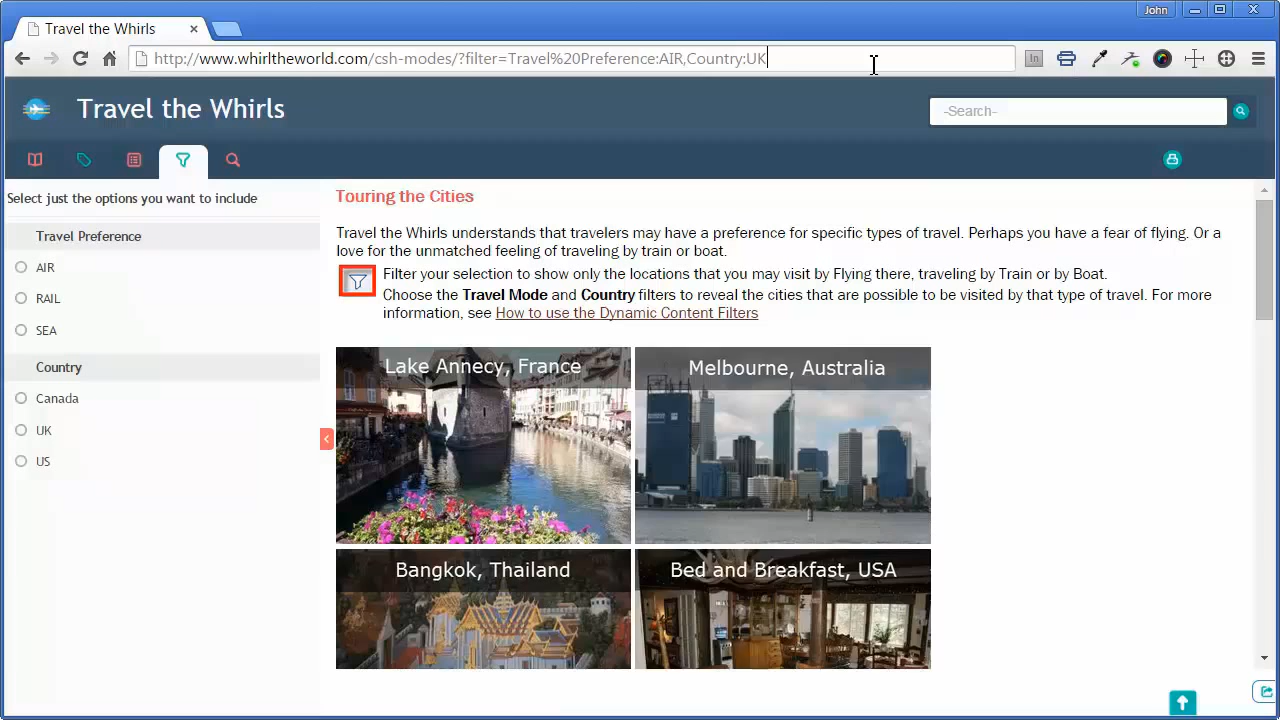 John
Travel the Whirls
http://www.whirltheworld.com/csh-modes/?filter=Travel%20Preference:AIR,Country:UK
In
Travel the Whirls
-Search-
Select just the options you want to include
Travel Preference
AIR
RAIL
SEA
Country
Canada
UK
US
Touring the Cities
Travel the Whirls understands that travelers may have a preference for specific types of travel. Perhaps you have a fear of flying. Or a
love for the unmatched feeling of traveling by train or boat.
Filter your selection to show only the locations that you may visit by Flying there, traveling by Train or by Boat.
Choose the Travel Mode and Country filters to reveal the cities that are possible to be visited by that type of travel. For more
information, see How to use the Dynamic Content Filters
Lake Annecy, France
Melbourne, Australia
Bangkok, Thailand
Bed and Breakfast, USA